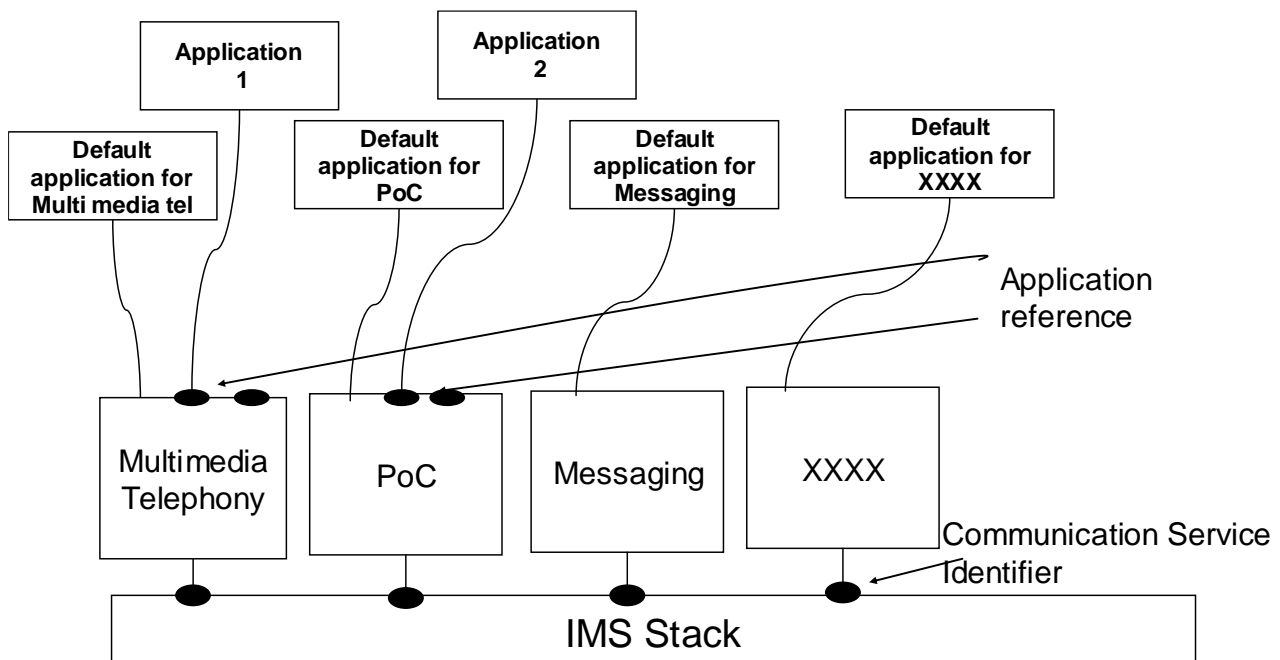 Application
1
Application
2
Default
application for
Multi media tel
Default
application for
PoC
Default
application for
Messaging
Default
application for
XXXX
Application
reference
Multimedia
Telephony
PoC
Messaging
XXXX
Communication Service
Identifier
IMS Stack